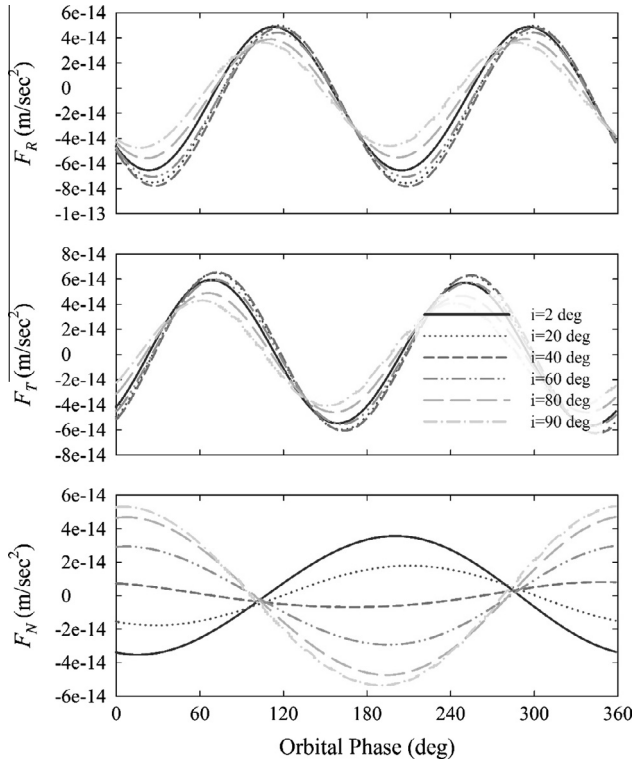 6e-14
4e-14
2e-14
0
-2e-14
-4e-14
-6e-14
-8e-14
-1e-13
F_R (m/sec²)
8e-14
6e-14
4e-14
2e-14
0
-2e-14
-4e-14
-6e-14
-8e-14
F_T (m/sec²)
i=2 deg
i=20 deg
i=40 deg
i=60 deg
i=80 deg
i=90 deg
6e-14
4e-14
2e-14
0
-2e-14
-4e-14
-6e-14
F_N (m/sec²)
0 60 120 180 240 300 360
Orbital Phase (deg)